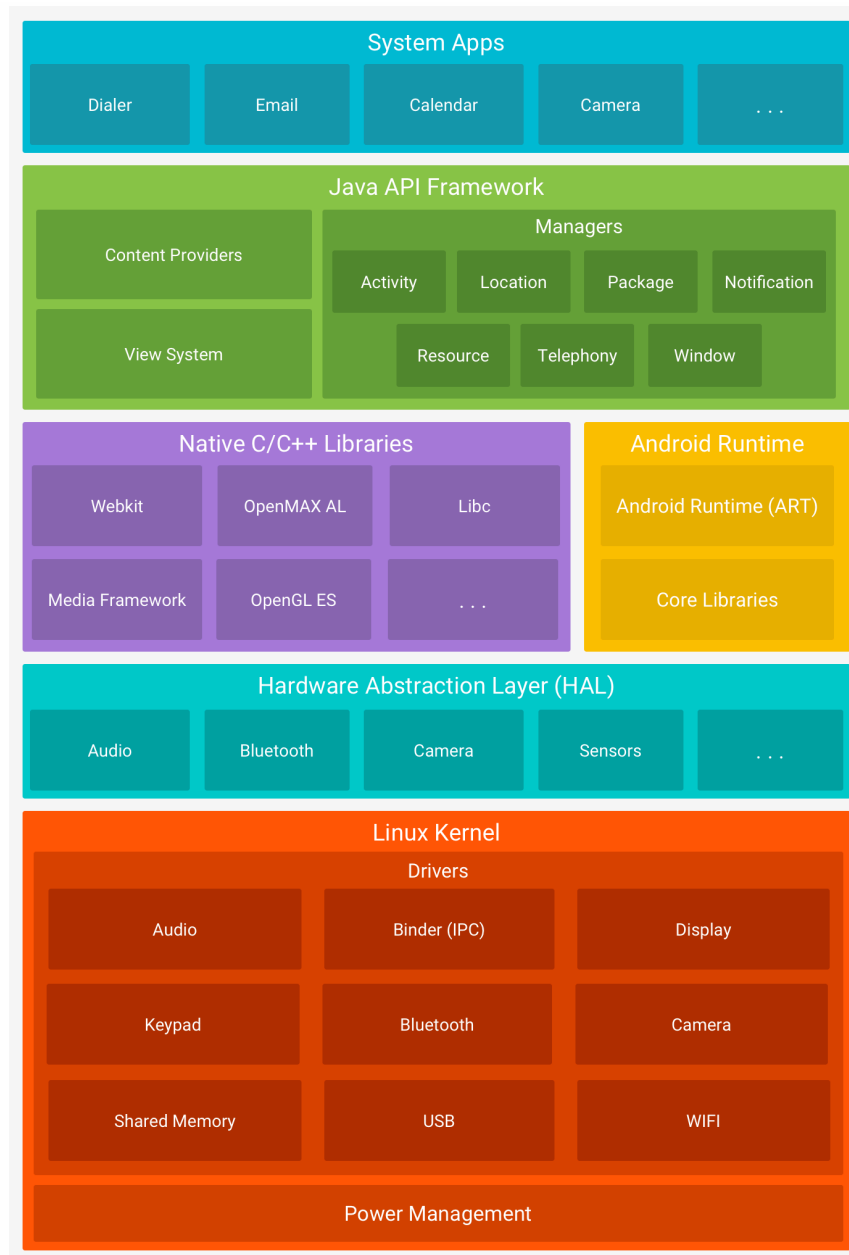 System Apps
Dialer
Email
Calendar
Camera
. . .
Java API Framework
Content Providers
View System
Managers
Activity
Location
Package
Notification
Resource
Telephony
Window
Native C/C++ Libraries
Webkit
OpenMAX AL
Libc
Media Framework
OpenGL ES
. . .
Android Runtime
Android Runtime (ART)
Core Libraries
Hardware Abstraction Layer (HAL)
Audio
Bluetooth
Camera
Sensors
. . .
Linux Kernel
Drivers
Audio
Binder (IPC)
Display
Keypad
Bluetooth
Camera
Shared Memory
USB
WIFI
Power Management